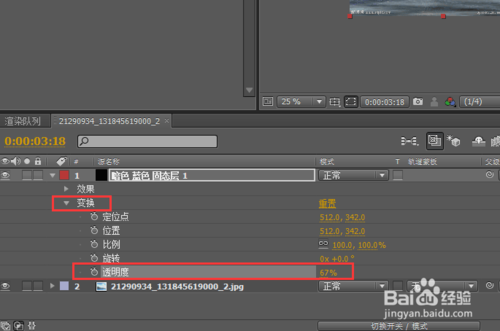 25 %
0:00:03:18
(1/4)
渲染队列
21290934_131845619000_2 ×
0:00:03:18
# 源名称 模式 T 轨道蒙板 父级
1 暗色 蓝色 固态层 1 正常
效果
变换 重置
定位点 512.0, 342.0
位置 512.0, 342.0
比例 100.0, 100.0%
旋转 0x +0.0°
透明度 67%
2 21290934_131845619000_2.jpg 正常
切换开关 / 模式
Baidu 经验
jingyan.baidu.com